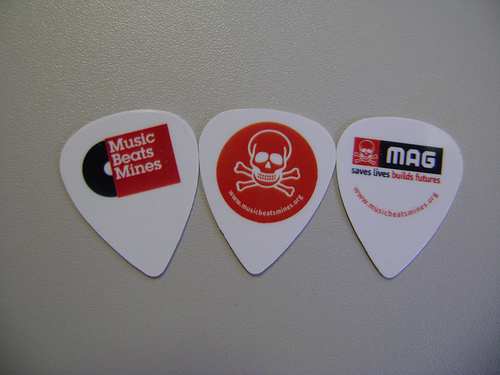 Music
Beats
Mines
www.musicbeatsmines.org
MAG
saves lives builds futures
www.musicbeatsmines.org